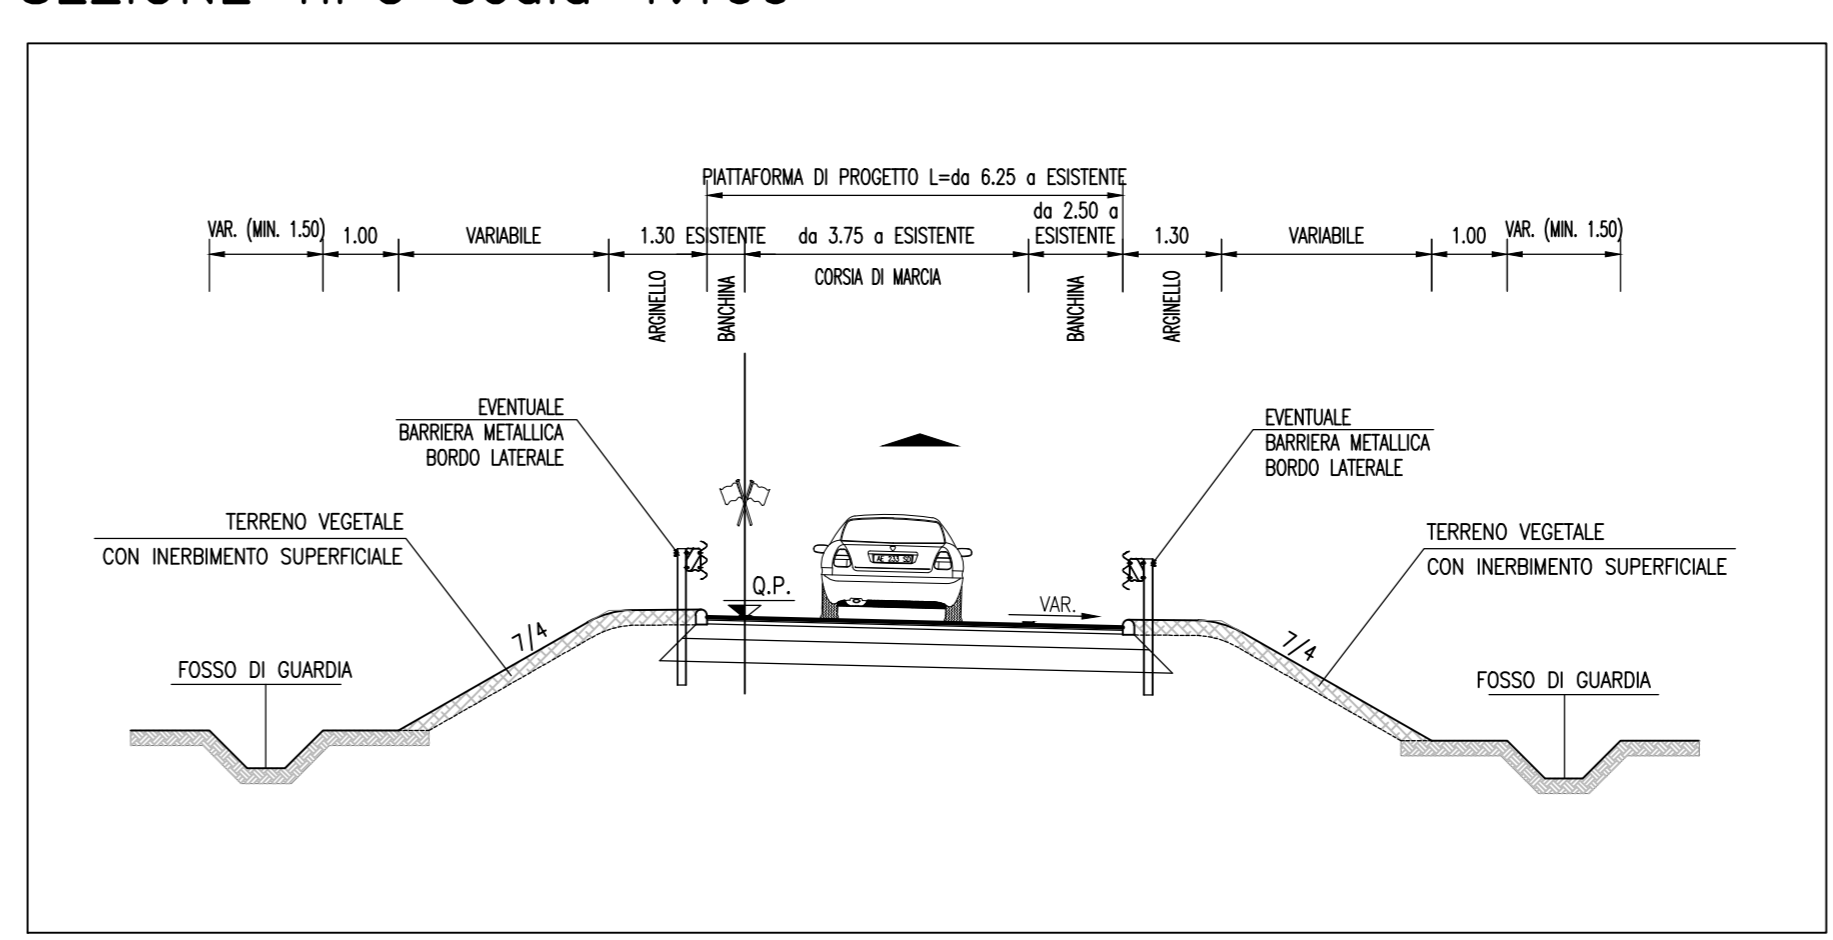 PIATTAFORMA DI PROGETTO L=da 6.25 a ESISTENTE
VAR. (MIN. 1.50)
1.00
VARIABILE
1.30
ESISTENTE
da 3.75 a ESISTENTE
da 2.50 a
ESISTENTE
1.30
VARIABILE
1.00
VAR. (MIN. 1.50)
CORSIA DI MARCIA
ARGINELLO
BANCHINA
BANCHINA
ARGINELLO
EVENTUALE
BARRIERA METALLICA
BORDO LATERALE
EVENTUALE
BARRIERA METALLICA
BORDO LATERALE
TERRENO VEGETALE
CON INERBIMENTO SUPERFICIALE
TERRENO VEGETALE
CON INERBIMENTO SUPERFICIALE
AE 233 SD
Q.P.
VAR.
7/4
7/4
FOSSO DI GUARDIA
FOSSO DI GUARDIA